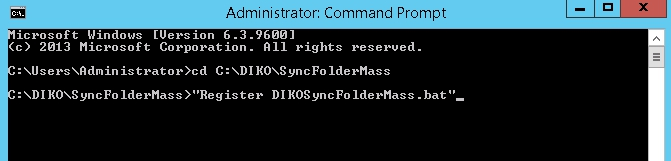 Administrator: Command Prompt
Microsoft Windows [Version 6.3.9600]
(c) 2013 Microsoft Corporation. All rights reserved.
C:\Users\Administrator>cd C:\DIKO\SyncFolderMass
C:\DIKO\SyncFolderMass>"Register DIKOSyncFolderMass.bat"_